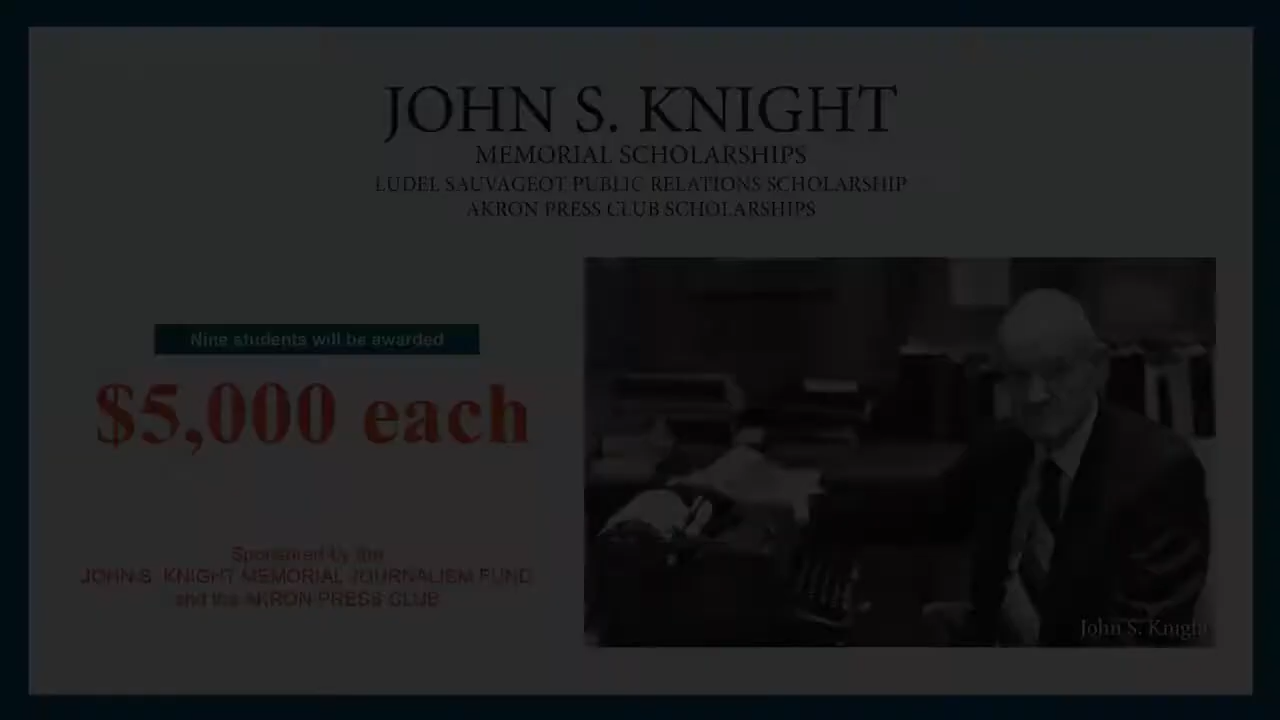 JOHN S. KNIGHT
MEMORIAL SCHOLARSHIPS
LUDEL SAUVAGEOT PUBLIC RELATIONS SCHOLARSHIP
AKRON PRESS CLUB SCHOLARSHIPS
Nine students will be awarded
$5,000 each
Sponsored by the
JOHN S. KNIGHT MEMORIAL JOURNALISM FUND
and the AKRON PRESS CLUB
John S. Knight